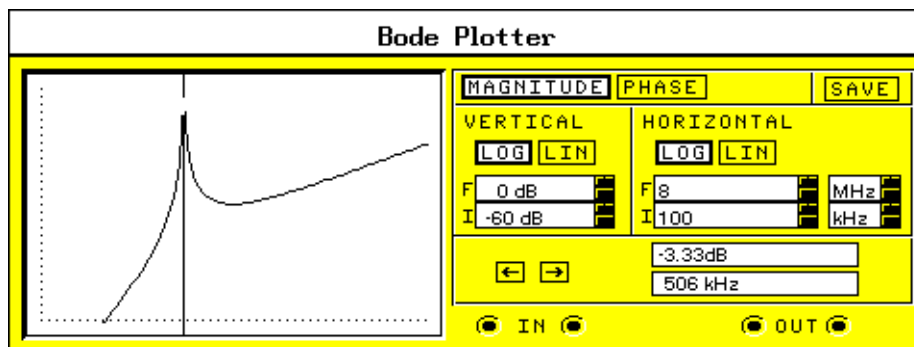 Bode Plotter
MAGNITUDE PHASE SAVE
VERTICAL HORIZONTAL
LOG LIN LOG LIN
F 0 dB F 8 MHz
I -60 dB I 100 kHz
← → -3.33dB
506 kHz
IN OUT